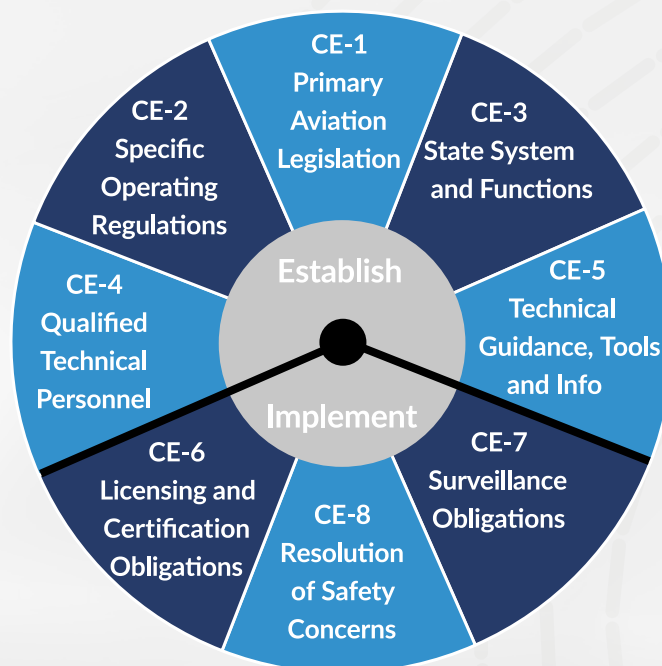 CE-1
Primary
Aviation
Legislation
CE-2
Specific
Operating
Regulations
CE-3
State System
and Functions
CE-4
Qualified
Technical
Personnel
Establish
CE-5
Technical
Guidance, Tools
and Info
Implement
CE-6
Licensing and
Certification
Obligations
CE-7
Surveillance
Obligations
CE-8
Resolution
of Safety
Concerns